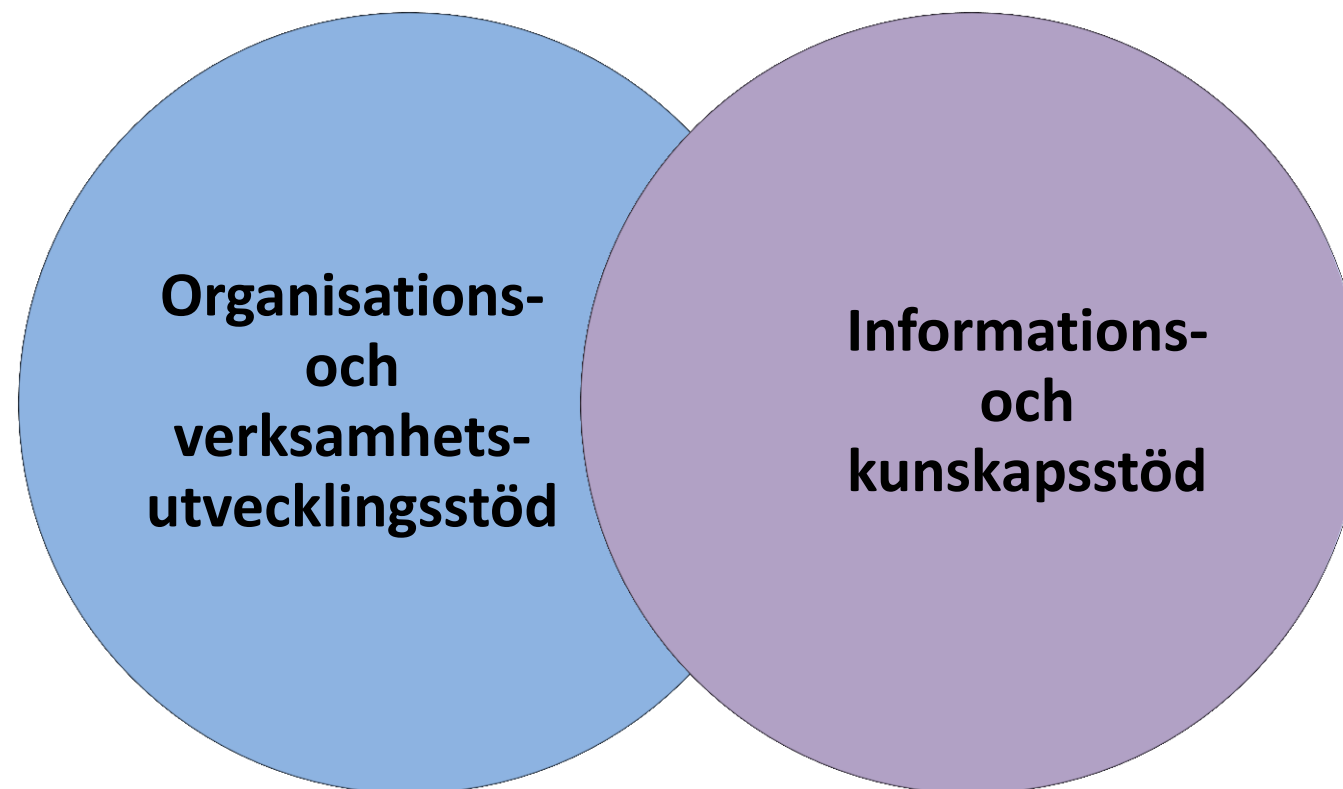 Organisations-
och
verksamhets-
utvecklingsstöd
Informations-
och
kunskapsstöd